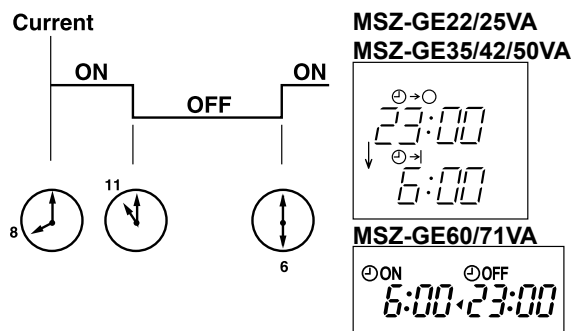 Current
ON
OFF
ON
8
11
6
MSZ-GE22/25VA
MSZ-GE35/42/50VA
23:00
6:00
MSZ-GE60/71VA
ON OFF
6:00 23:00